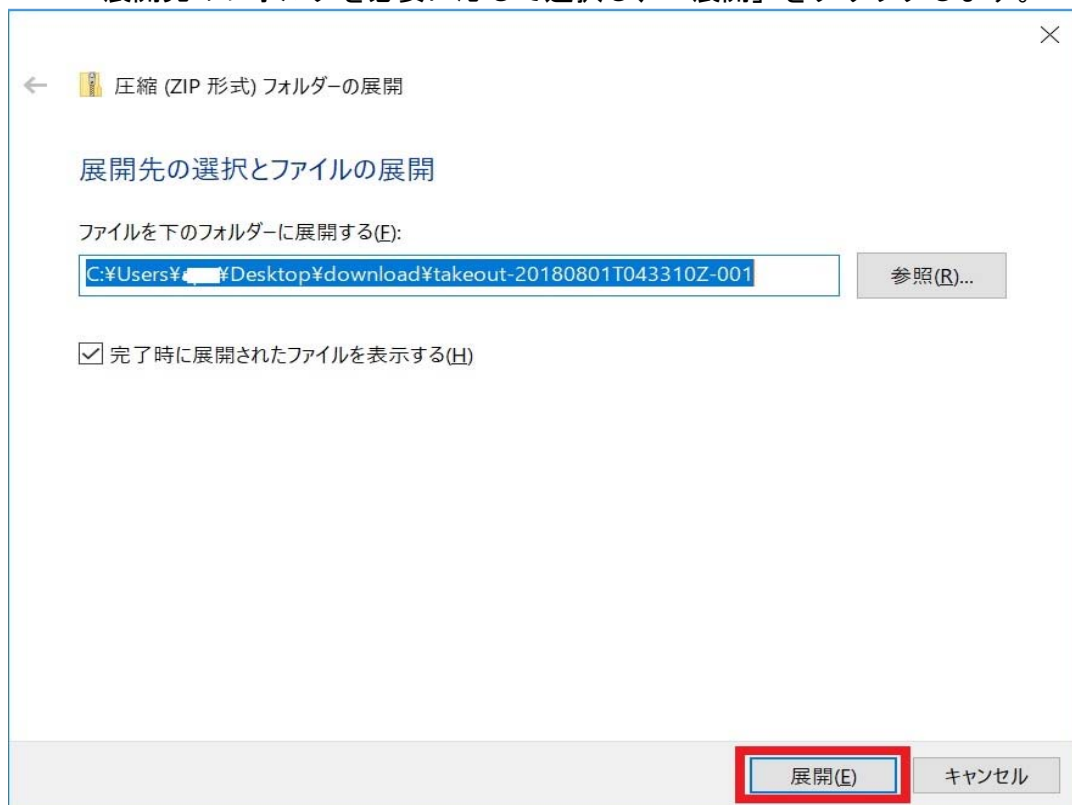 展開先のフォルダを必要に応じて選択し、「展開」をクリックします。
圧縮 (ZIP 形式) フォルダーの展開
展開先の選択とファイルの展開
ファイルを下のフォルダーに展開する(F):
C:¥Users¥ ¥Desktop¥download¥takeout-20180801T043310Z-001
参照(R)...
完了時に展開されたファイルを表示する(H)
展開(E) キャンセル